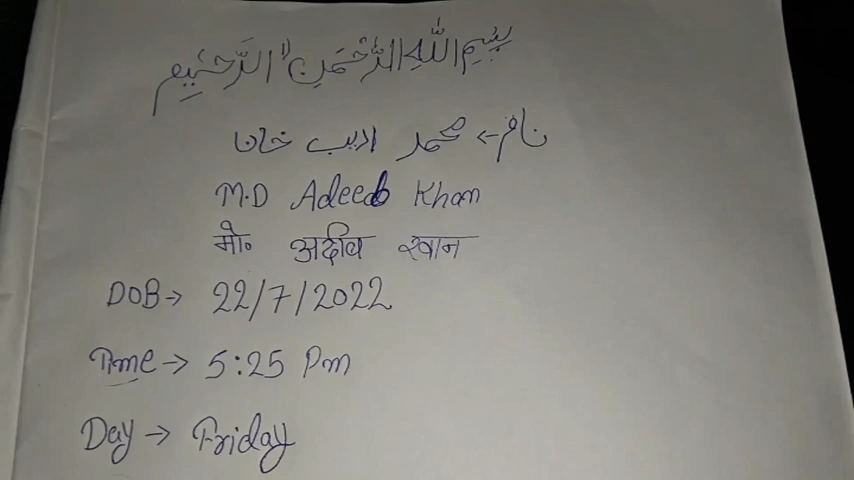 بِسْمِ اللّٰهِ الرَّحْمٰنِ الرَّحِيْمِ
نام -> محمد ادیب خان
M.D Adeeb Khan
मो० अदीब खान
DOB -> 22/7/2022
Time -> 5:25 Pm
Day -> Friday